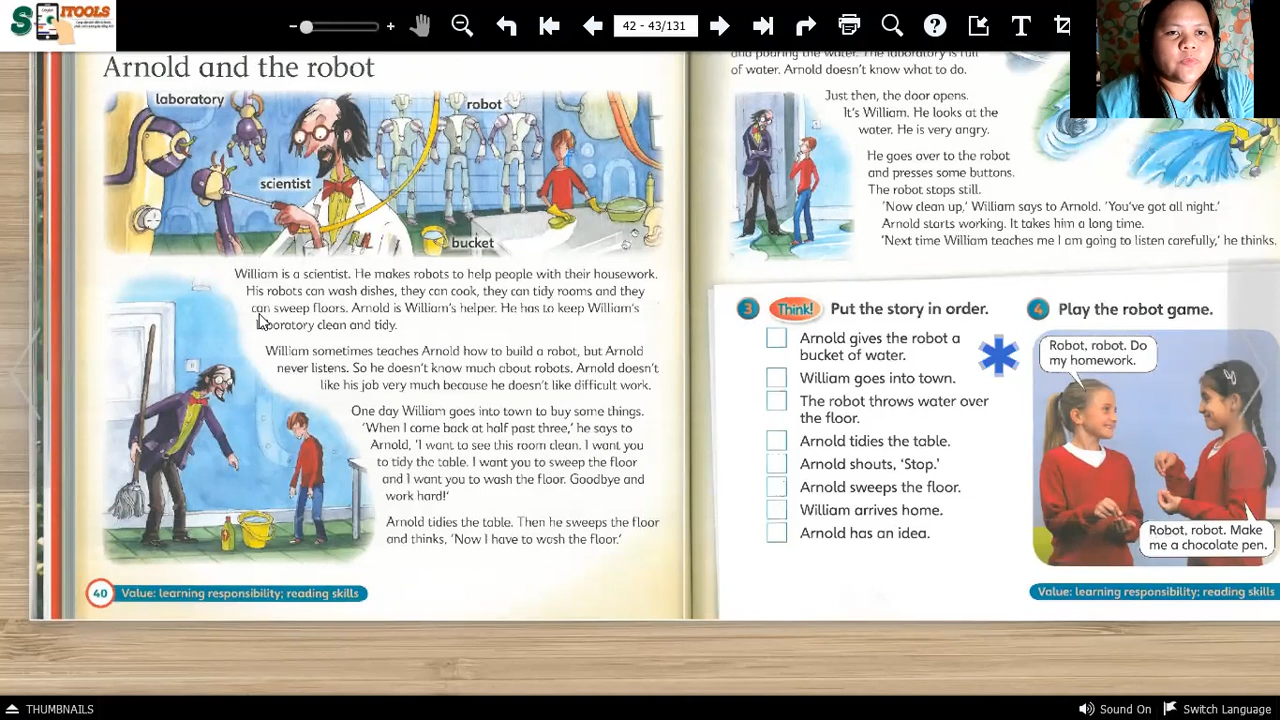 ITOOLS
42 - 43/131
Arnold and the robot
laboratory
robot
scientist
bucket
William is a scientist. He makes robots to help people with their housework.
His robots can wash dishes, they can cook, they can tidy rooms and they
can sweep floors. Arnold is William's helper. He has to keep William's
laboratory clean and tidy.
William sometimes teaches Arnold how to build a robot, but Arnold
never listens. So he doesn't know much about robots. Arnold doesn't
like his job very much because he doesn't like difficult work.
One day William goes into town to buy some things.
'When I come back at half past three,' he says to
Arnold, 'I want to see this room clean. I want you
to tidy the table. I want you to sweep the floor
and I want you to wash the floor. Goodbye and
work hard!'
Arnold tidies the table. Then he sweeps the floor
and thinks, 'Now I have to wash the floor.'
40 Value: learning responsibility; reading skills
and pouring the water. The laboratory is full
of water. Arnold doesn't know what to do.
Just then, the door opens.
It's William. He looks at the
water. He is very angry.
He goes over to the robot
and presses some buttons.
The robot stops still.
'Now clean up,' William says to Arnold. 'You've got all night.'
Arnold starts working. It takes him a long time.
'Next time William teaches me I am going to listen carefully,' he thinks.
3 Think! Put the story in order.
Arnold gives the robot a
bucket of water.
William goes into town.
The robot throws water over
the floor.
Arnold tidies the table.
Arnold shouts, 'Stop.'
Arnold sweeps the floor.
William arrives home.
Arnold has an idea.
4 Play the robot game.
Robot, robot. Do
my homework.
Robot, robot. Make
me a chocolate pen.
Value: learning responsibility; reading skills
THUMBNAILS
Sound On
Switch Language